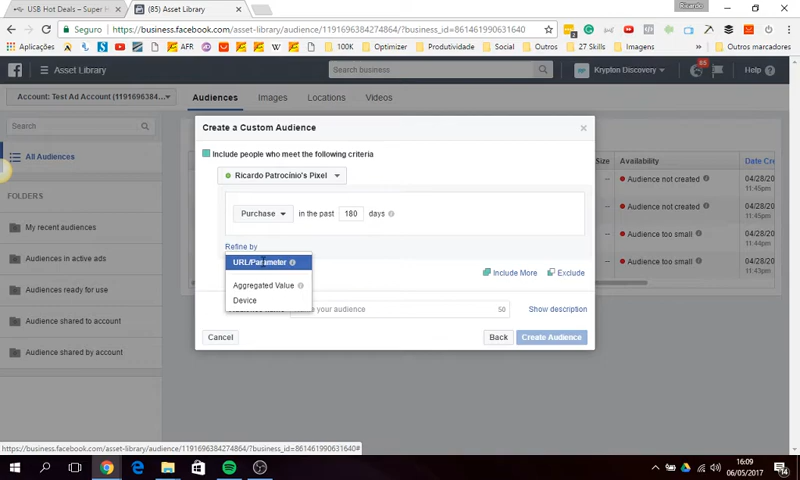 Ricardo
USB Hot Deals – Super H
(85) Asset Library
Seguro
https://business.facebook.com/asset-library/audience/1191696384274864/?business_id=861461990631640
Aplicações
AFR
AC
100K
Optimizer
Produtividade
Social
27 Skills
Imagens
Outros marcadores
Asset Library
Search business
Krypton Discovery
85
Help
Account: Test Ad Account (1191696384...
Audiences
Images
Locations
Videos
Search
All Audiences
FOLDERS
My recent audiences
Audiences in active ads
Audiences ready for use
Audience shared to account
Audience shared by account
Size
Availability
Date Cr
Audience not created
04/28/20
11:45pm
Audience not created
04/28/20
11:45pm
Audience too small
04/28/20
11:44pm
Audience too small
04/28/20
11:44pm
Create a Custom Audience
Include people who meet the following criteria
Ricardo Patrocínio's Pixel
Purchase
in the past
180
days
Refine by
URL/Parameter
Aggregated Value
Device
Include More
Exclude
your audience
50
Show description
Cancel
Back
Create Audience
https://business.facebook.com/asset-library/audience/1191696384274864/?business_id=861461990631640#
16:09
06/05/2017